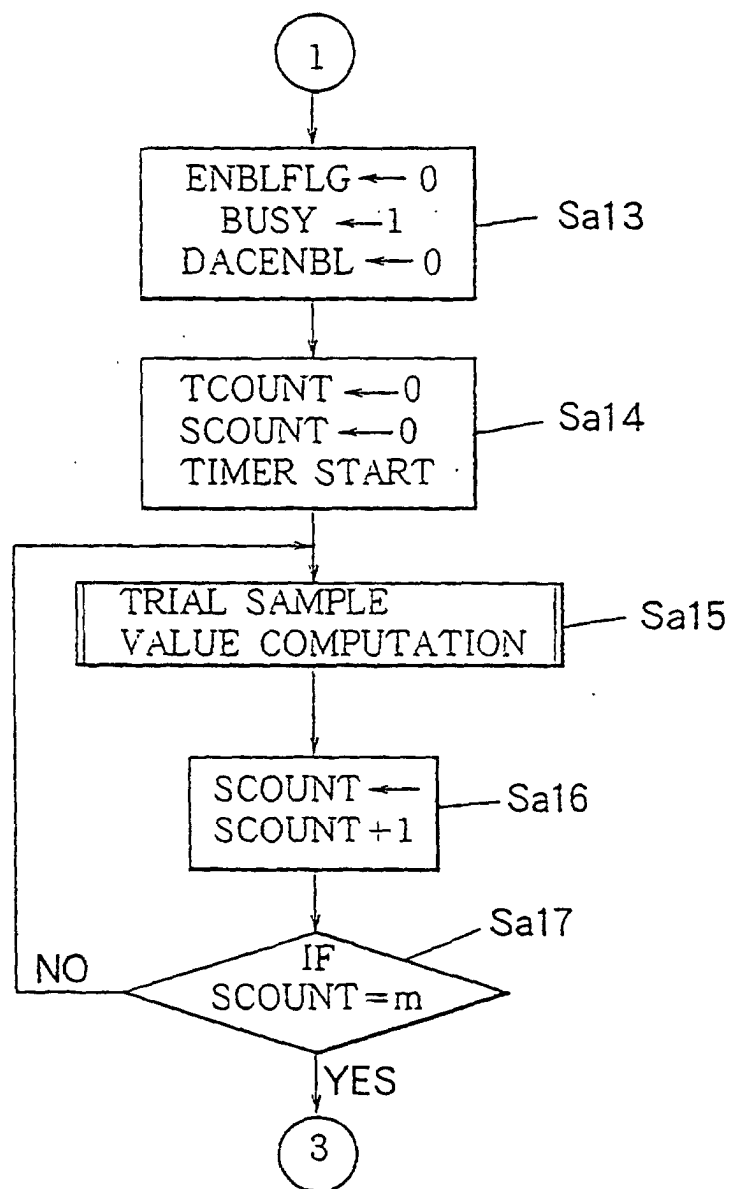 1
ENBLFLG ← 0
BUSY ← 1
DACENBL ← 0
Sa13
TCOUNT ← 0
SCOUNT ← 0
TIMER START
Sa14
TRIAL SAMPLE
VALUE COMPUTATION
Sa15
SCOUNT ←
SCOUNT + 1
Sa16
Sa17
IF
SCOUNT = m
NO
YES
3